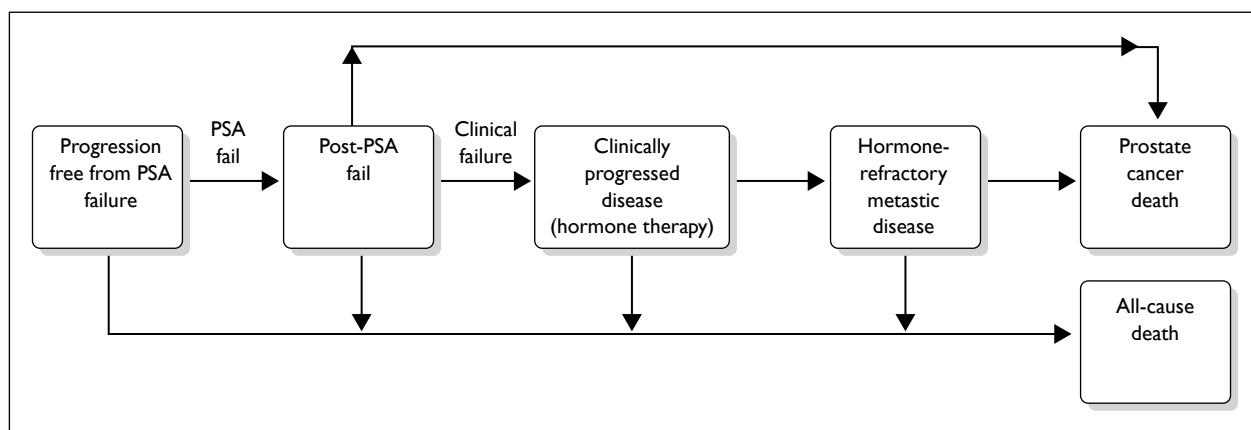 Progression
free from PSA
failure
PSA
fail
Post-PSA
fail
Clinical
failure
Clinically
progressed
disease
(hormone therapy)
Hormone-
refractory
metastic
disease
Prostate
cancer
death
All-cause
death